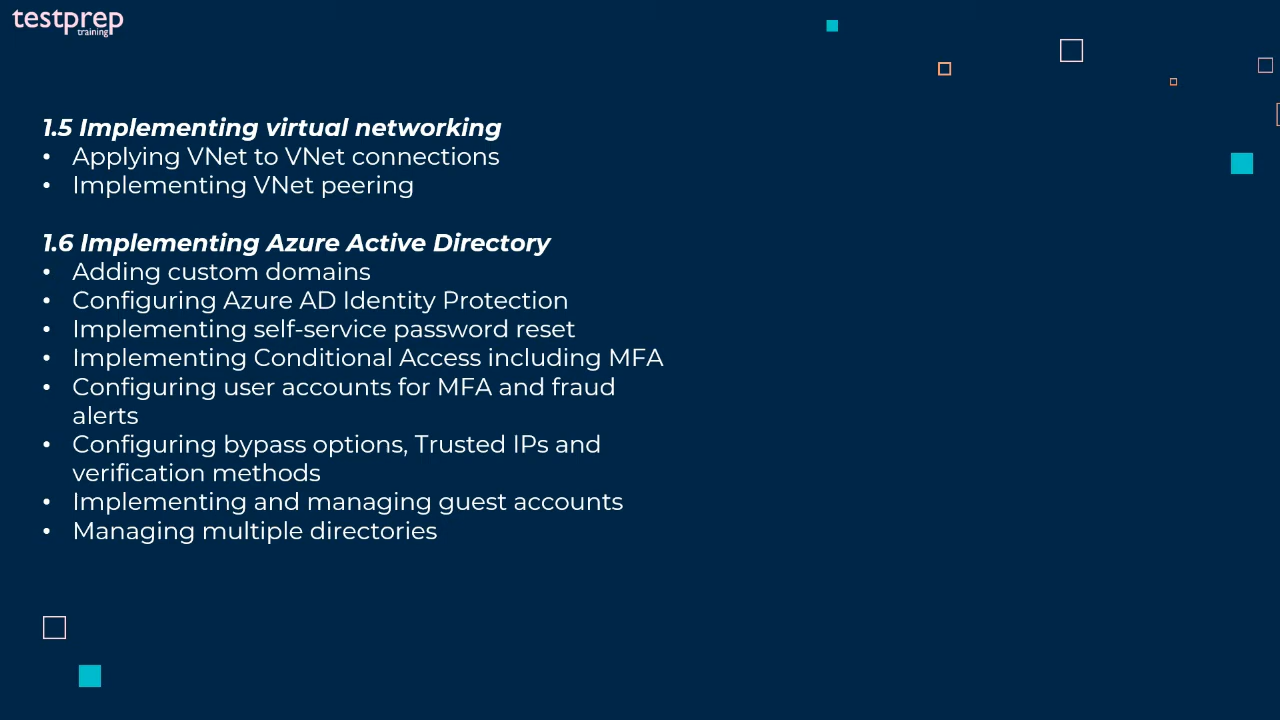 testprep
training
1.5 Implementing virtual networking
• Applying VNet to VNet connections
• Implementing VNet peering
1.6 Implementing Azure Active Directory
• Adding custom domains
• Configuring Azure AD Identity Protection
• Implementing self-service password reset
• Implementing Conditional Access including MFA
• Configuring user accounts for MFA and fraud
alerts
• Configuring bypass options, Trusted IPs and
verification methods
• Implementing and managing guest accounts
• Managing multiple directories